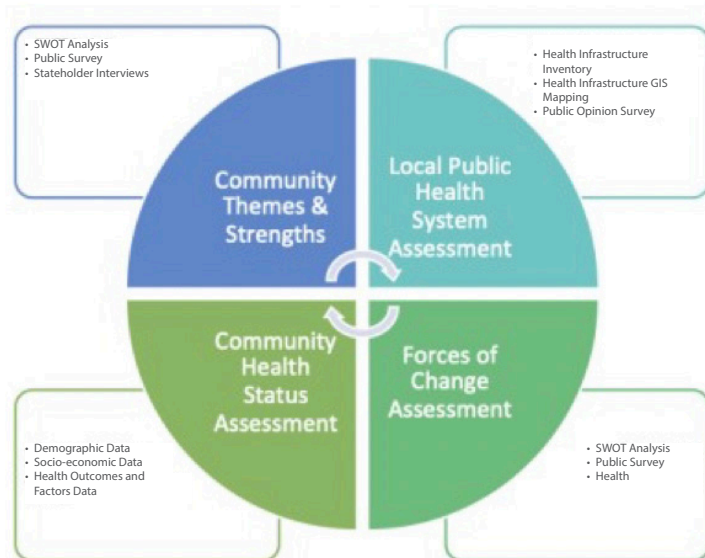 • SWOT Analysis
• Public Survey
• Stateholder Interviews
• Health Infrastructure
Inventory
• Health Infrastructure GIS
Mapping
• Public Opinion Survey
Community
Themes &
Strengths
Local Public
Health
System
Assessment
Community
Health
Status
Assessment
Forces of
Change
Assessment
• Demographic Data
• Socio-economic Data
• Health Outcomes and
Factors Data
• SWOT Analysis
• Public Survey
• Health